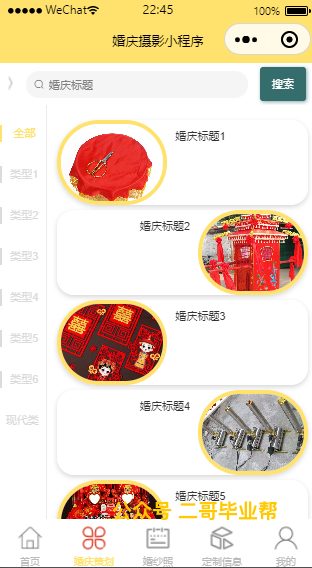 WeChat
22:45
100%
婚庆摄影小程序
婚庆标题
搜索
全部
类型1
类型2
类型3
类型4
类型5
类型6
现代类
婚庆标题1
婚庆标题2
婚庆标题3
婚庆标题4
婚庆标题5
公众号 二哥毕业帮
首页
婚庆策划
婚纱照
定制信息
我的